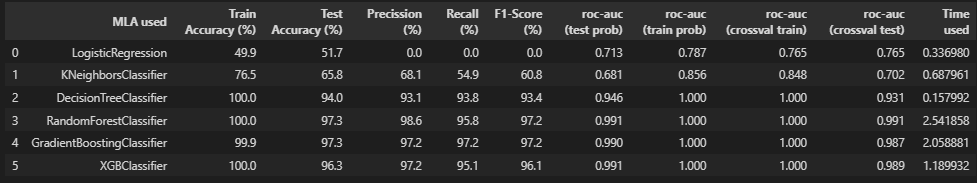 MLA used Train Accuracy (%) Test Accuracy (%) Precission (%) Recall (%) F1-Score (%) roc-auc (test prob) roc-auc (train prob) roc-auc (crossval train) roc-auc (crossval test) Time used
0 LogisticRegression 49.9 51.7 0.0 0.0 0.0 0.713 0.787 0.765 0.765 0.336980
1 KNeighborsClassifier 76.5 65.8 68.1 54.9 60.8 0.681 0.856 0.848 0.702 0.687961
2 DecisionTreeClassifier 100.0 94.0 93.1 93.8 93.4 0.946 1.000 1.000 0.931 0.157992
3 RandomForestClassifier 100.0 97.3 98.6 95.8 97.2 0.991 1.000 1.000 0.991 2.541858
4 GradientBoostingClassifier 99.9 97.3 97.2 97.2 97.2 0.990 1.000 1.000 0.987 2.058881
5 XGBClassifier 100.0 96.3 97.2 95.1 96.1 0.991 1.000 1.000 0.989 1.189932